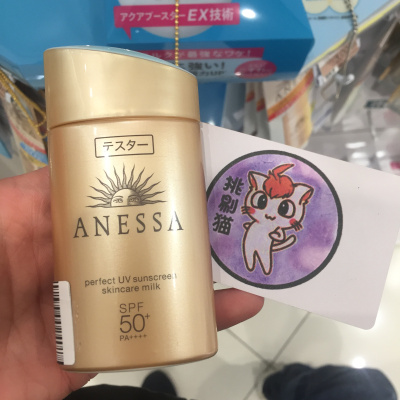 アクアブースターEX技術
テスター
ANESSA
perfect UV sunscreen
skincare milk
SPF
50+
PA++++
挑剔猫